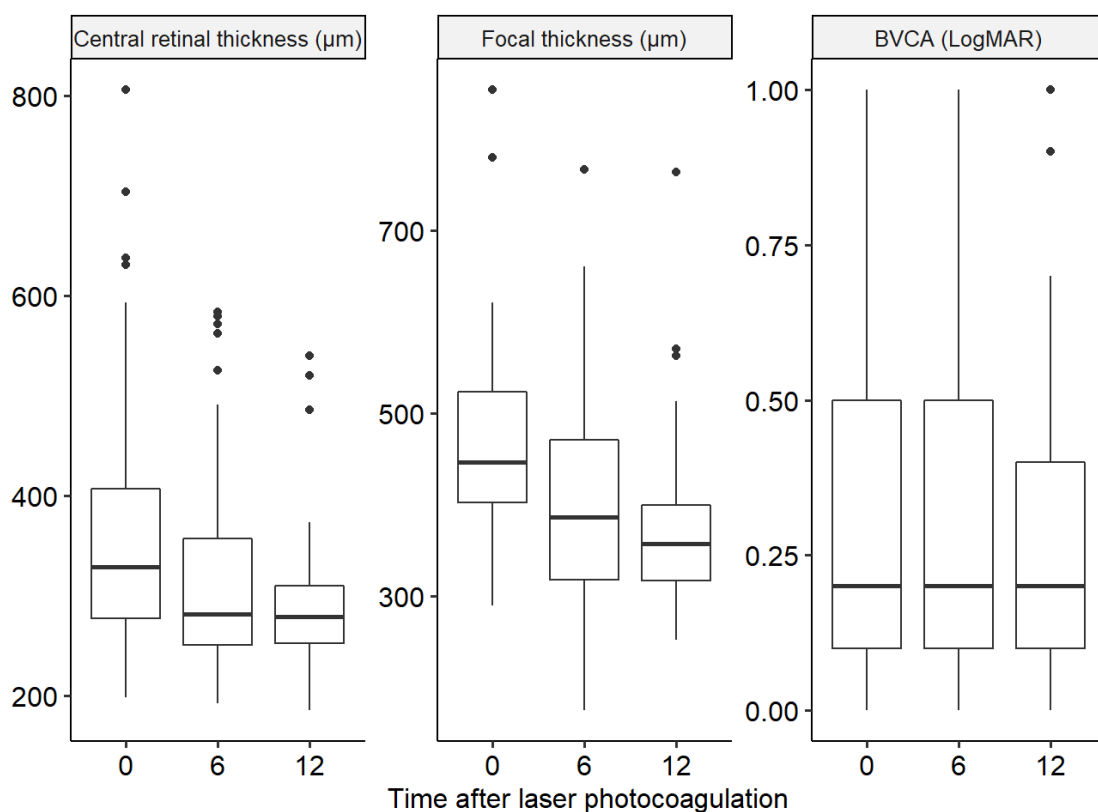 Central retinal thickness (µm)
Focal thickness (µm)
BVCA (LogMAR)
800
600
400
200
700
500
300
1.00
0.75
0.50
0.25
0.00
0 6 12
0 6 12
0 6 12
Time after laser photocoagulation